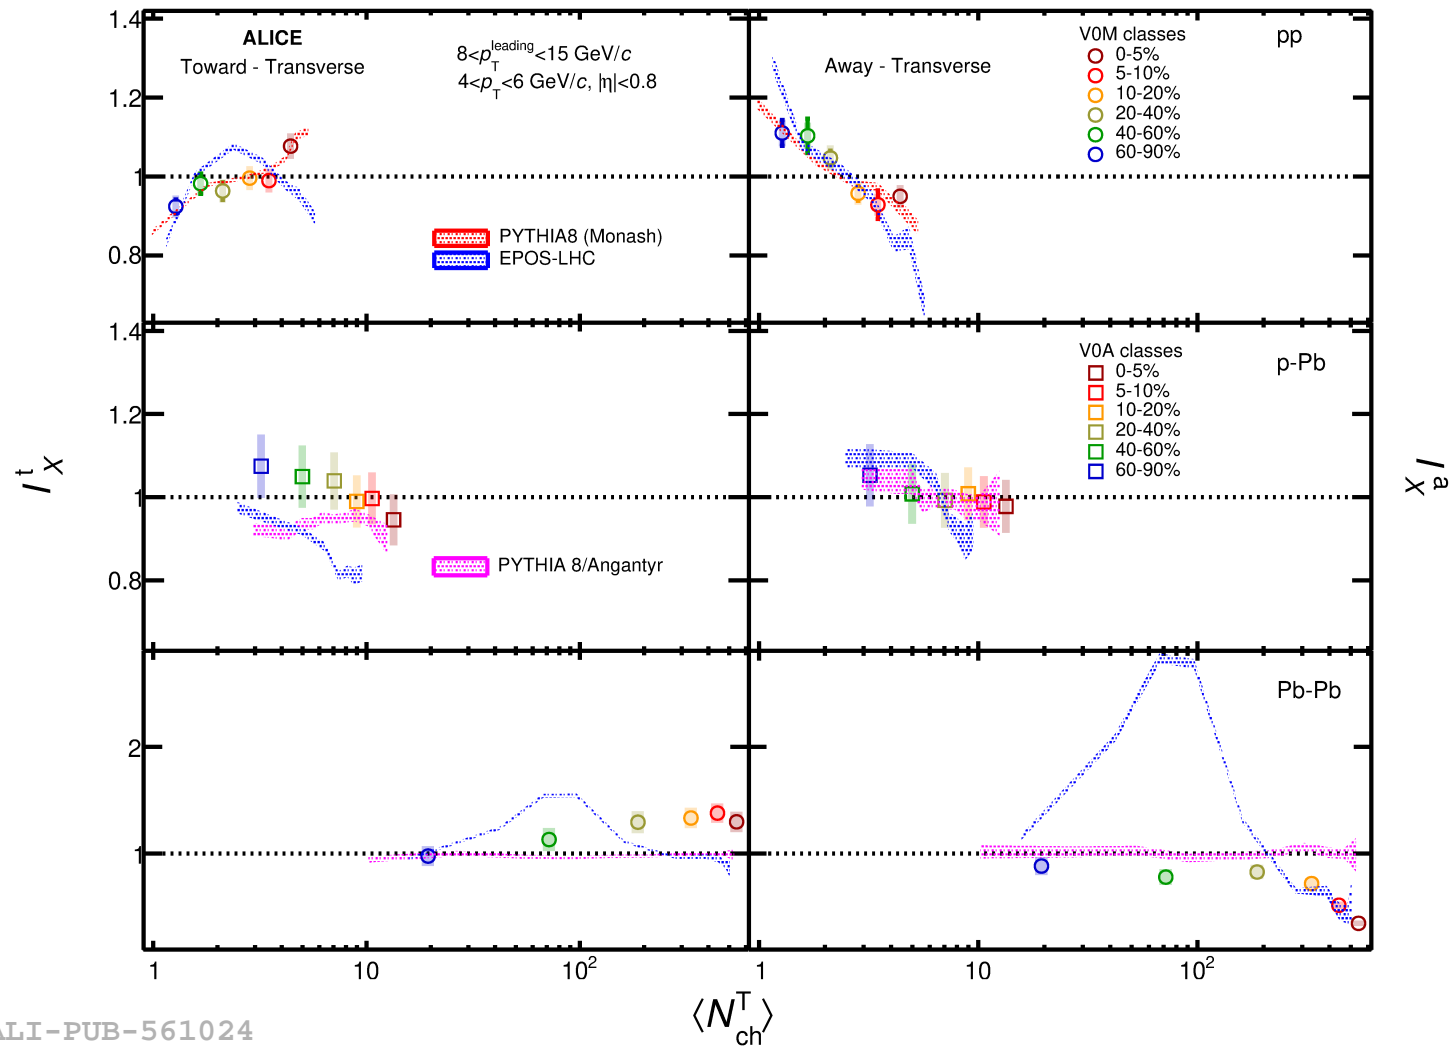 1.4
1.2
1
0.8
ALICE
Toward - Transverse
8<p_T^leading<15 GeV/c
4<p_T<6 GeV/c, |η|<0.8
PYTHIA8 (Monash)
EPOS-LHC
Away - Transverse
V0M classes
0-5%
5-10%
10-20%
20-40%
40-60%
60-90%
pp
1.4
1.2
1
0.8
I_X^t
PYTHIA 8/Angantyr
V0A classes
0-5%
5-10%
10-20%
20-40%
40-60%
60-90%
p-Pb
I_X^a
2
1
Pb-Pb
1
10
10²
1
10
10²
⟨N_ch^T⟩
ALI-PUB-561024